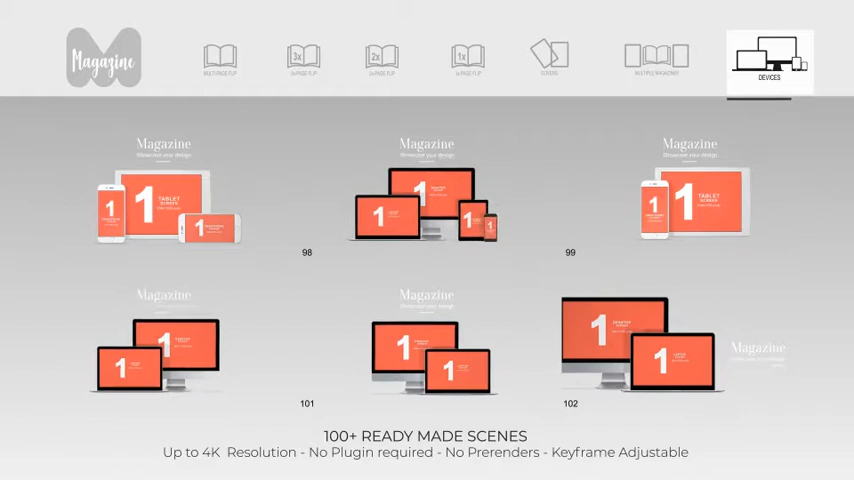 Magazine
MULTI PAGE FLIP
3x
3x PAGE FLIP
2x
2x PAGE FLIP
1x
1x PAGE FLIP
COVERS
MULTIPLE MAGAZINES
DEVICES
Magazine
Showcase your design
1
1
TABLET
SCREEN
1
Magazine
Showcase your design
1
1
1
1
Magazine
Showcase your design
1
1
TABLET
SCREEN
98
99
Magazine
1
1
Magazine
Showcase your design
1
1
1
1
Magazine
101
102
100+ READY MADE SCENES
Up to 4K Resolution - No Plugin required - No Prerenders - Keyframe Adjustable